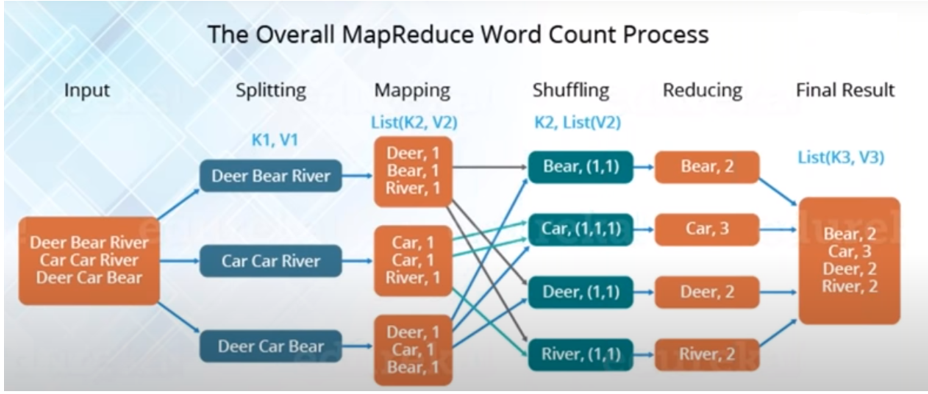 The Overall MapReduce Word Count Process
Input
Splitting
Mapping
Shuffling
Reducing
Final Result
K1, V1
List(K2, V2)
K2, List(V2)
List(K3, V3)
Deer Bear River
Car Car River
Deer Car Bear
Deer Bear River
Car Car River
Deer Car Bear
Deer, 1
Bear, 1
River, 1
Car, 1
Car, 1
River, 1
Deer, 1
Car, 1
Bear, 1
Bear, (1,1)
Car, (1,1,1)
Deer, (1,1)
River, (1,1)
Bear, 2
Car, 3
Deer, 2
River, 2
Bear, 2
Car, 3
Deer, 2
River, 2